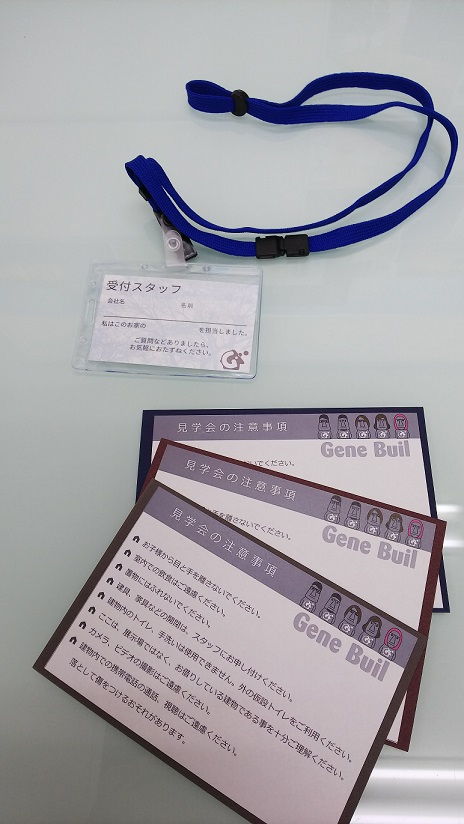 受付スタッフ
会社名 名前
私はこのお家の を担当しました。
ご質問などありましたら、
お気軽におたずねください。
見学会の注意事項
Gene Buil
いでください。
見学会の注意事項
Gene Buil
を離さないでください。
見学会の注意事項
Gene Buil
お子様から目と手を離さないでください。
室内での飲食はご遠慮ください。
置物にはふれないでください。
建具、家具などの開閉は、スタッフにお申し付けください。
建物内のトイレ、手洗いは使用できません。外の仮設トイレをご利用ください。
ここは、展示場ではなく、お借りしている建物である事を十分ご理解ください。
カメラ、ビデオの撮影はご遠慮ください。
建物内での携帯電話の通話、視聴はご遠慮ください。
落として傷をつけるおそれがあります。